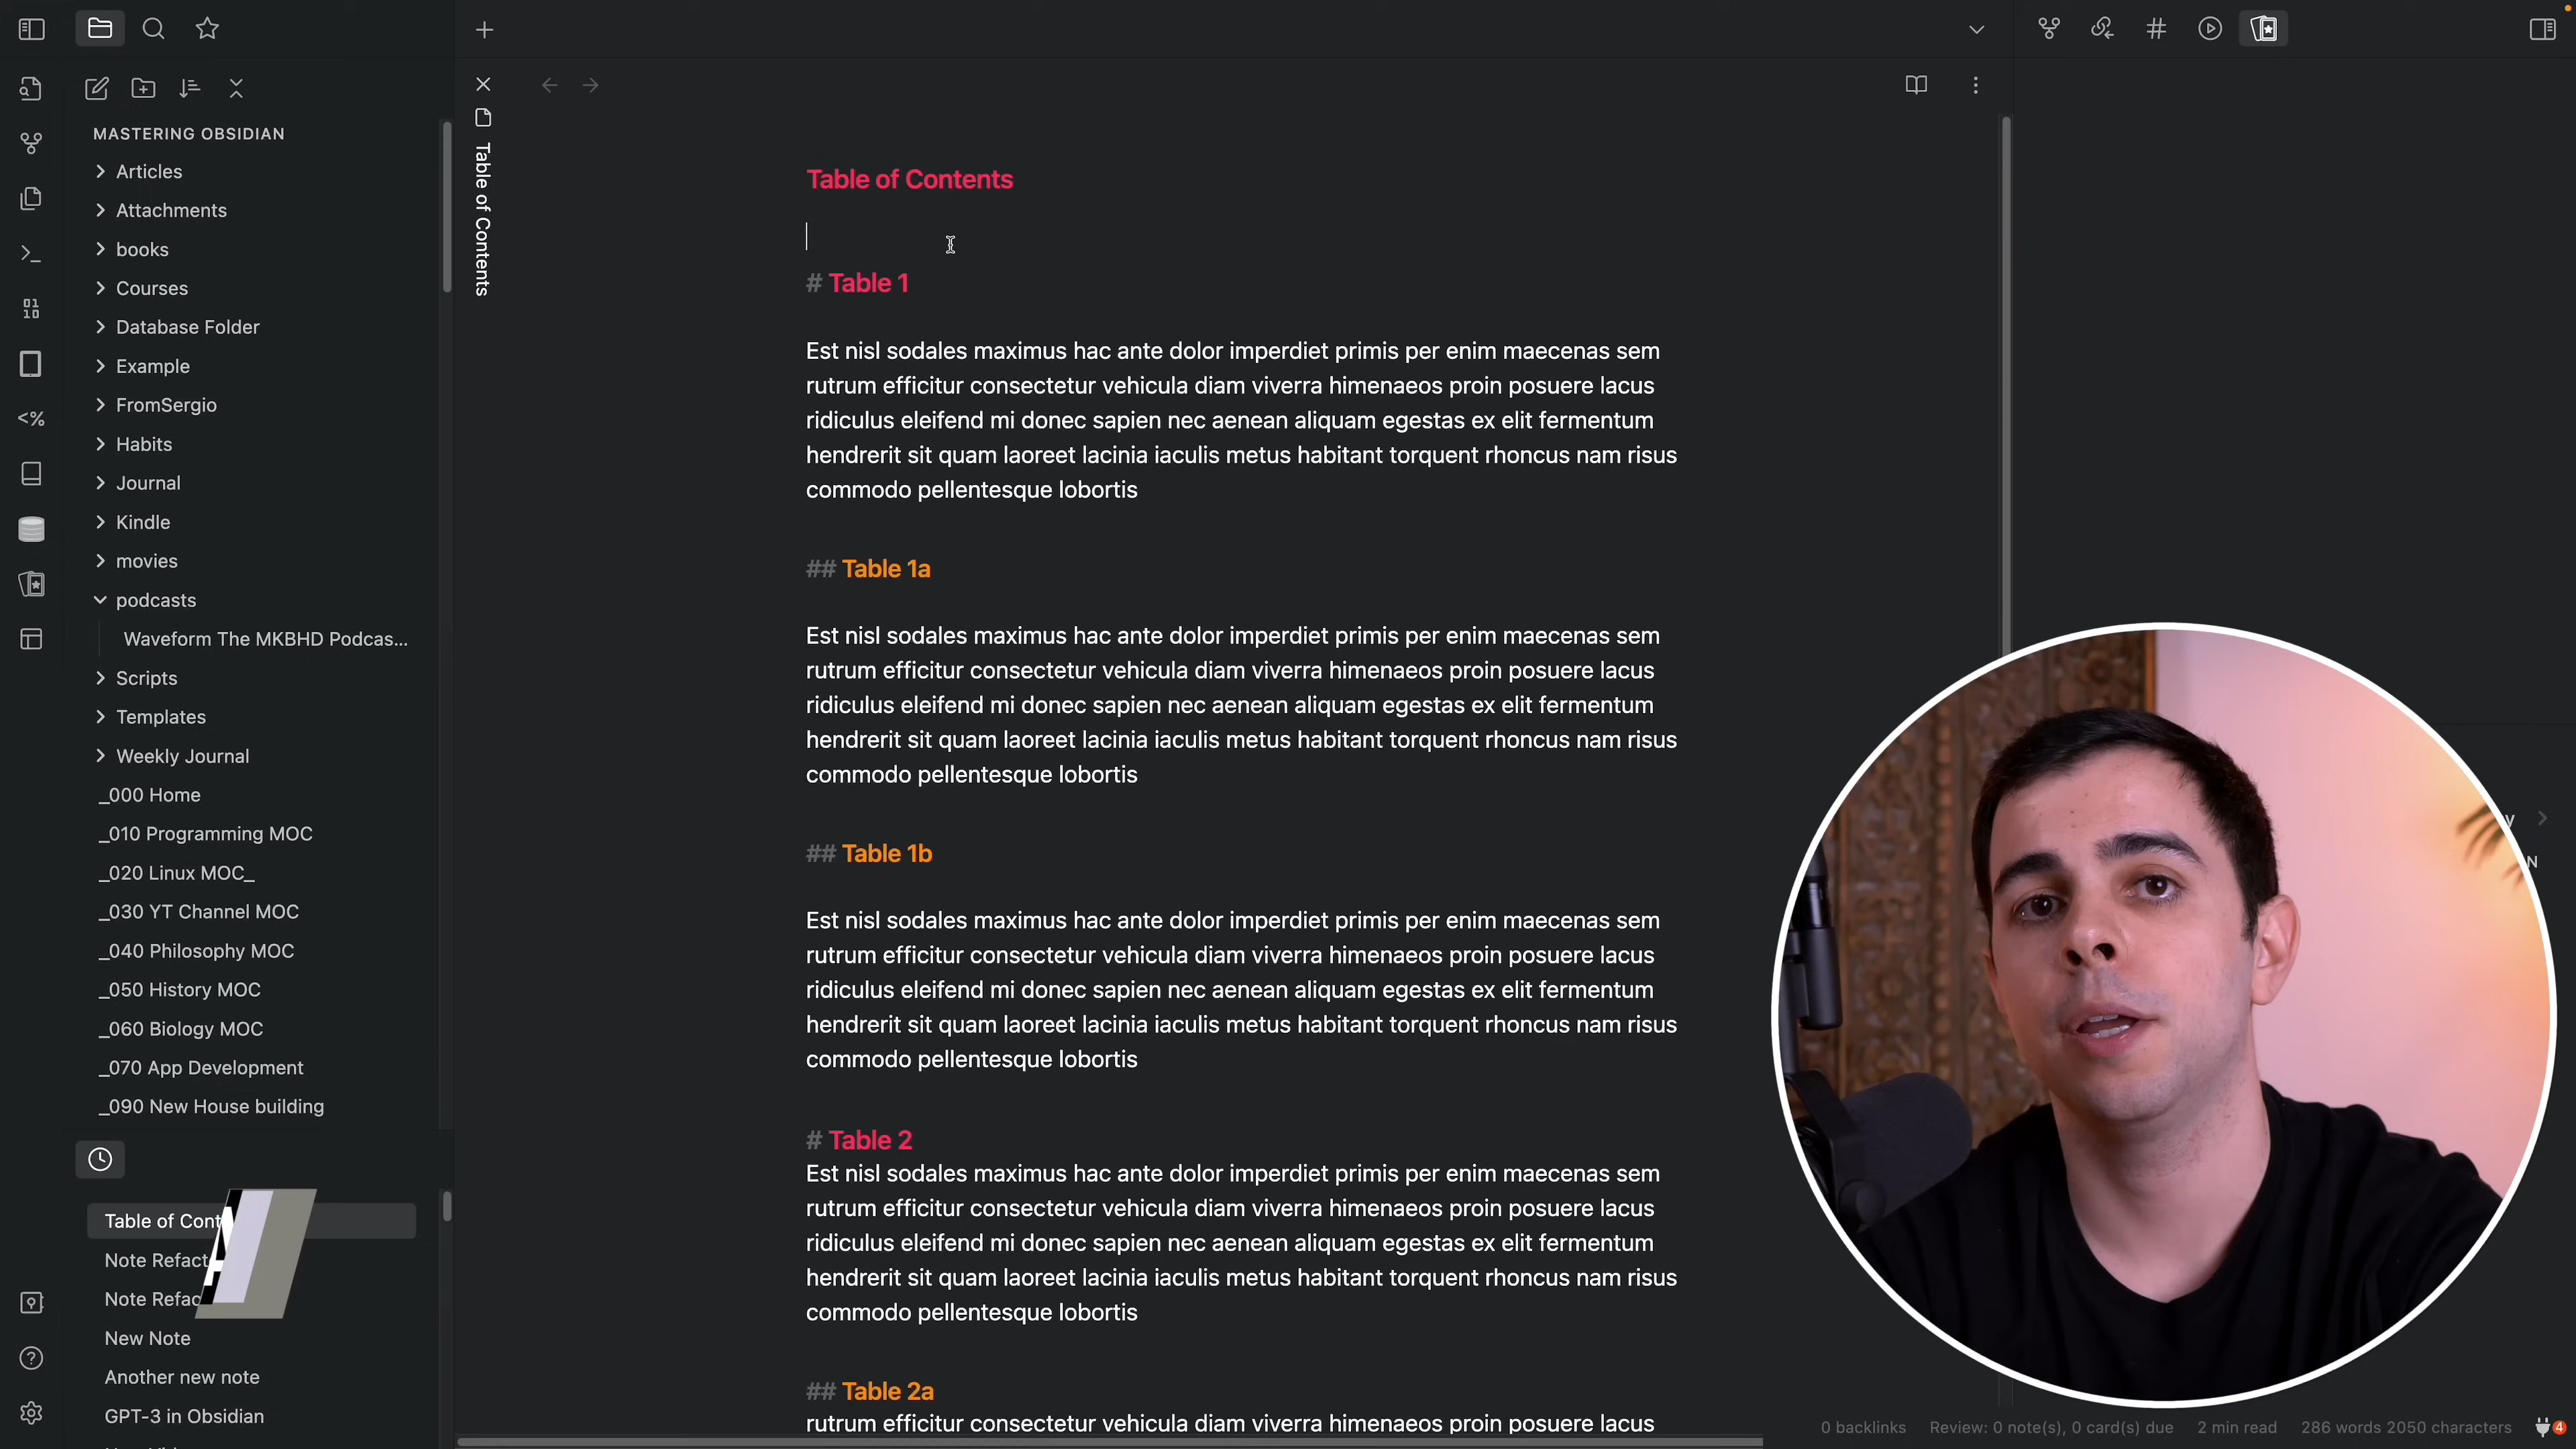 MASTERING OBSIDIAN
Articles
Attachments
books
Courses
Database Folder
Example
FromSergio
Habits
Journal
Kindle
movies
podcasts
Waveform The MKBHD Podcas...
Scripts
Templates
Weekly Journal
_000 Home
_010 Programming MOC
_020 Linux MOC_
_030 YT Channel MOC
_040 Philosophy MOC
_050 History MOC
_060 Biology MOC
_070 App Development
_090 New House building
Table of Cont
Note Refact
Note Refac
New Note
Another new note
GPT-3 in Obsidian
Table of Contents
Table of Contents
# Table 1
Est nisl sodales maximus hac ante dolor imperdiet primis per enim maecenas sem
rutrum efficitur consectetur vehicula diam viverra himenaeos proin posuere lacus
ridiculus eleifend mi donec sapien nec aenean aliquam egestas ex elit fermentum
hendrerit sit quam laoreet lacinia iaculis metus habitant torquent rhoncus nam risus
commodo pellentesque lobortis
## Table 1a
Est nisl sodales maximus hac ante dolor imperdiet primis per enim maecenas sem
rutrum efficitur consectetur vehicula diam viverra himenaeos proin posuere lacus
ridiculus eleifend mi donec sapien nec aenean aliquam egestas ex elit fermentum
hendrerit sit quam laoreet lacinia iaculis metus habitant torquent rhoncus nam risus
commodo pellentesque lobortis
## Table 1b
Est nisl sodales maximus hac ante dolor imperdiet primis per enim maecenas sem
rutrum efficitur consectetur vehicula diam viverra himenaeos proin posuere lacus
ridiculus eleifend mi donec sapien nec aenean aliquam egestas ex elit fermentum
hendrerit sit quam laoreet lacinia iaculis metus habitant torquent rhoncus nam risus
commodo pellentesque lobortis
# Table 2
Est nisl sodales maximus hac ante dolor imperdiet primis per enim maecenas sem
rutrum efficitur consectetur vehicula diam viverra himenaeos proin posuere lacus
ridiculus eleifend mi donec sapien nec aenean aliquam egestas ex elit fermentum
hendrerit sit quam laoreet lacinia iaculis metus habitant torquent rhoncus nam risus
commodo pellentesque lobortis
## Table 2a
rutrum efficitur consectetur vehicula diam viverra himenaeos proin posuere lacus
y
N
0 backlinks Review: 0 note(s), 0 card(s) due 2 min read 286 words 2050 characters 4